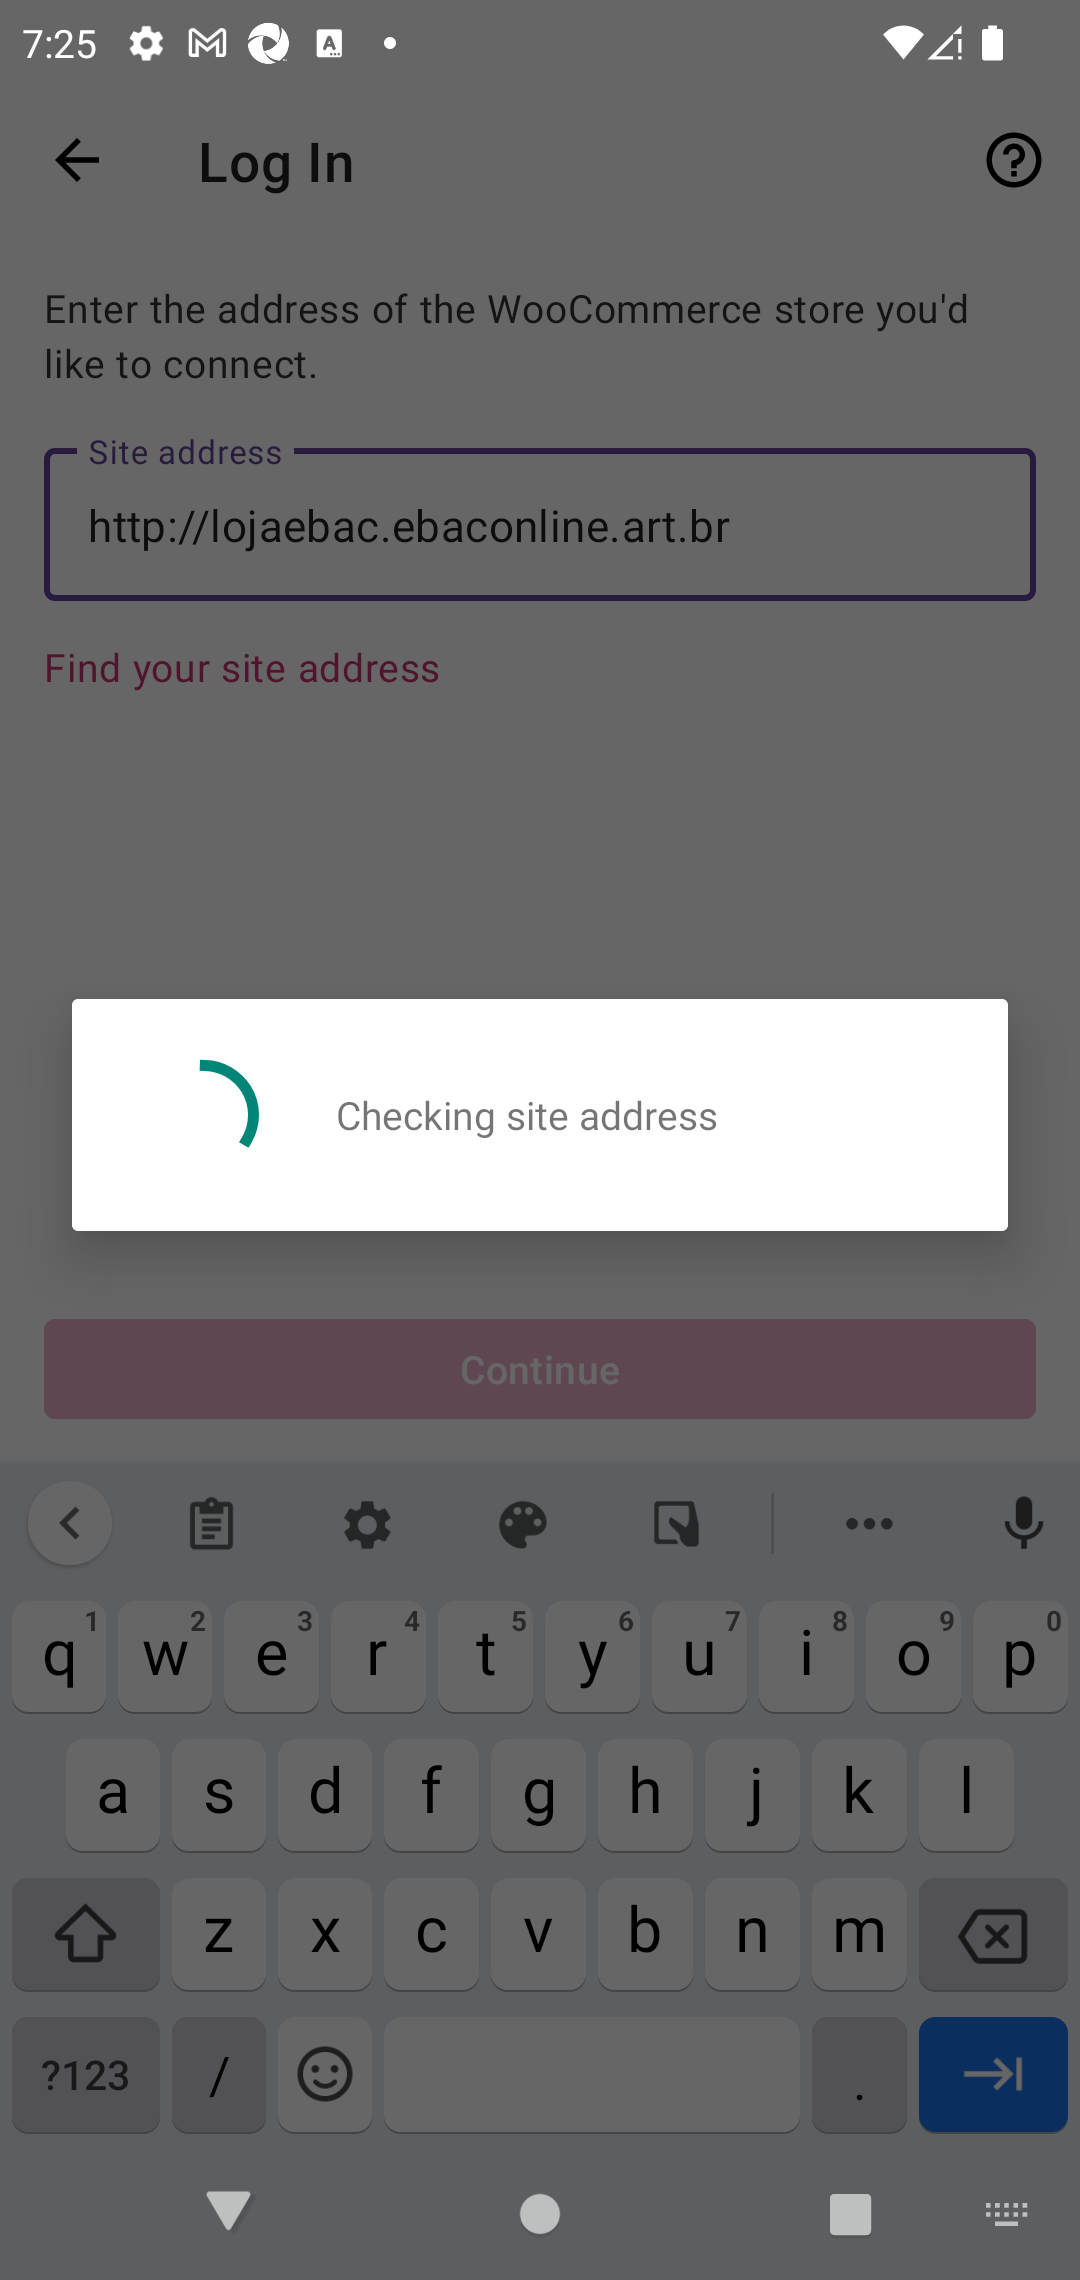 7:25
Log In
Enter the address of the WooCommerce store you'd
like to connect.
Site address
http://lojaebac.ebaconline.art.br
Find your site address
Checking site address
Continue
q 1 w 2 e 3 r 4 t 5 y 6 u 7 i 8 o 9 p 0
a s d f g h j k l
z x c v b n m
?123 / .